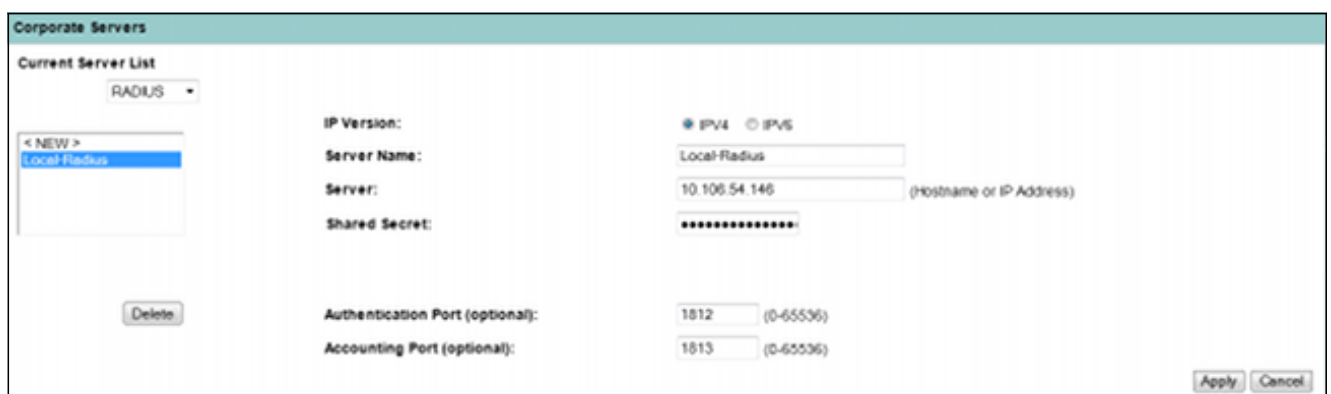 Corporate Servers
Current Server List
RADIUS
< NEW >
Local-Radius
Delete
IP Version:
IPV4 IPV6
Server Name:
Local-Radius
Server:
10.106.54.146 (Hostname or IP Address)
Shared Secret:
Authentication Port (optional):
1812 (0-65536)
Accounting Port (optional):
1813 (0-65536)
Apply Cancel